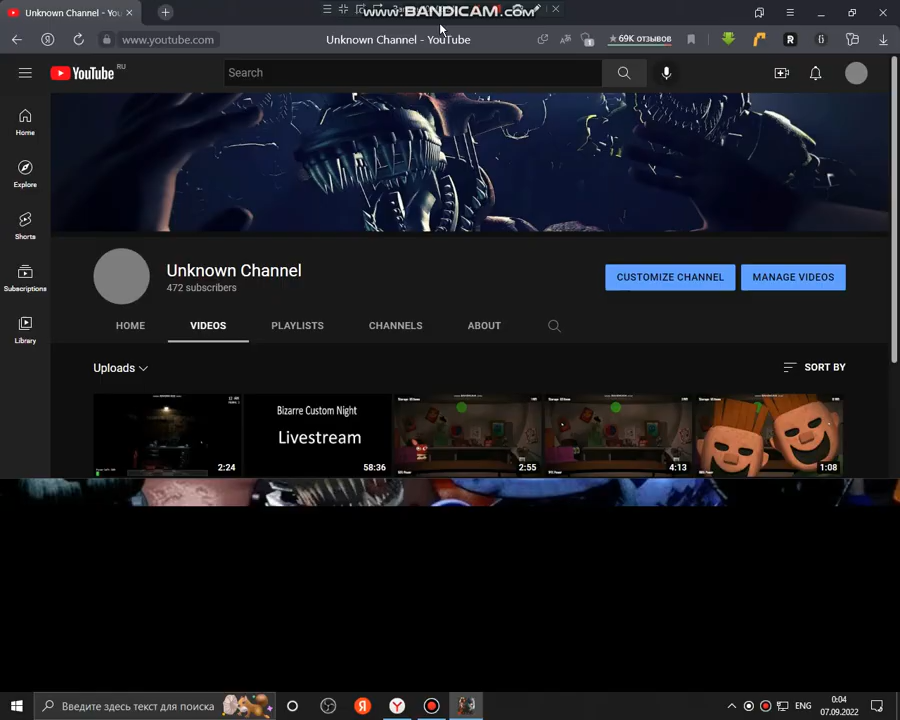 www.BANDICAM.com
Unknown Channel - You
www.youtube.com
Unknown Channel - YouTube
69K отзывов
YouTube
RU
Search
Home
Explore
Shorts
Subscriptions
Library
Unknown Channel
472 subscribers
CUSTOMIZE CHANNEL
MANAGE VIDEOS
HOME
VIDEOS
PLAYLISTS
CHANNELS
ABOUT
Uploads
SORT BY
12 AM
2:24
Bizarre Custom Night
Livestream
58:36
2:55
4:13
1:08
Введите здесь текст для поиска
ENG
0:04
07.09.2022